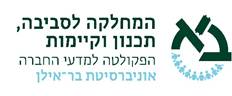 המחלקה לסביבה,
תכנון וקיימות
הפקולטה למדעי החברה
אוניברסיטת בר־אילן